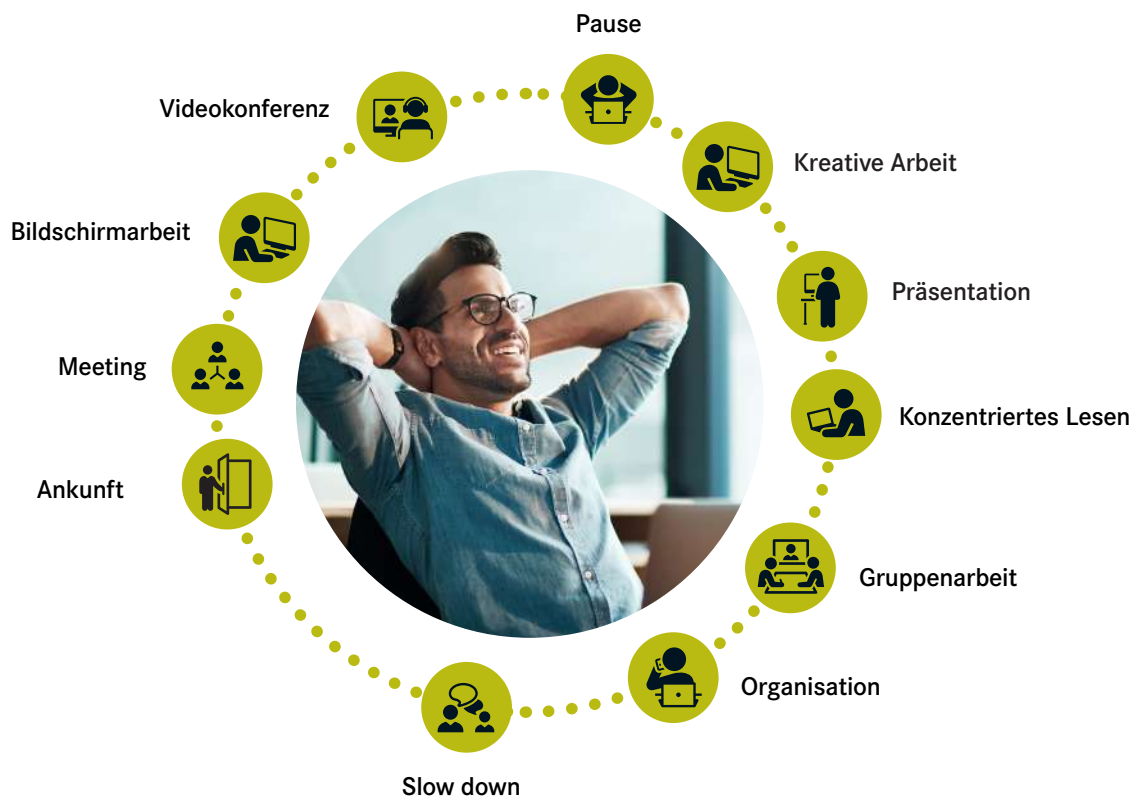 Pause
Videokonferenz
Kreative Arbeit
Bildschirmarbeit
Präsentation
Meeting
Konzentriertes Lesen
Ankunft
Gruppenarbeit
Organisation
Slow down